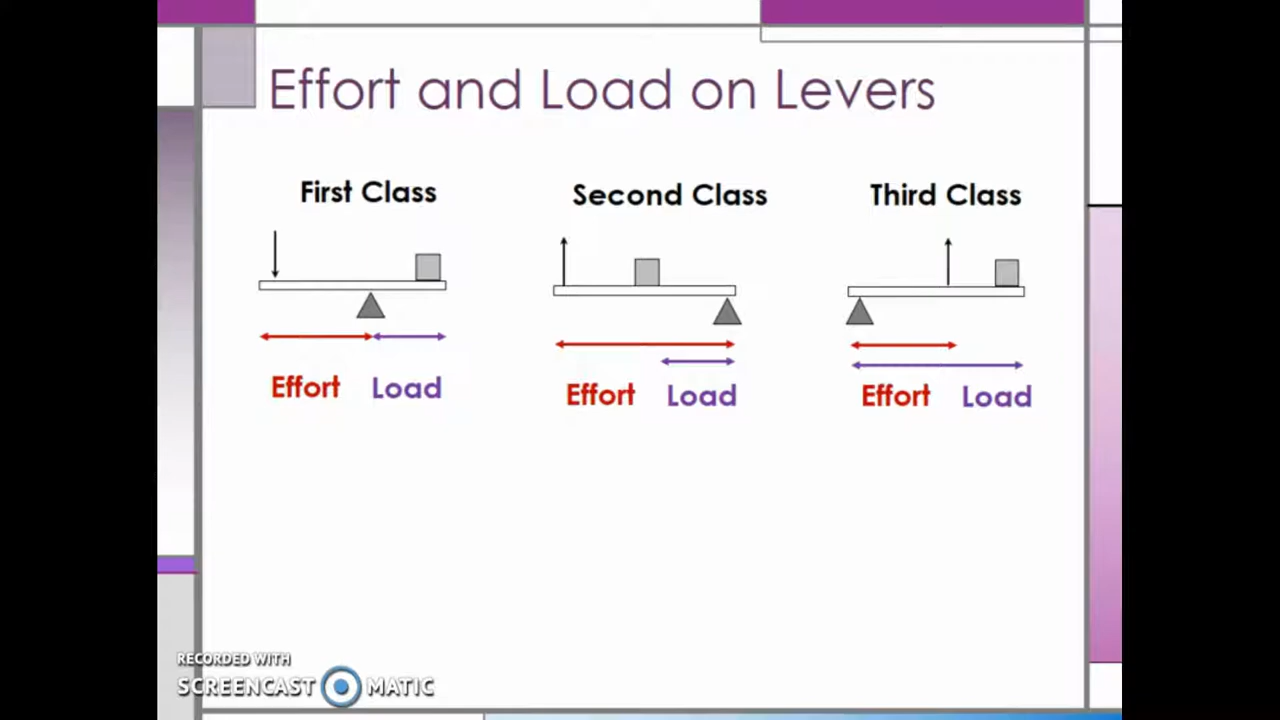 Effort and Load on Levers
First Class
Second Class
Third Class
Effort Load
Effort Load
Effort Load
RECORDED WITH
SCREENCAST MATIC